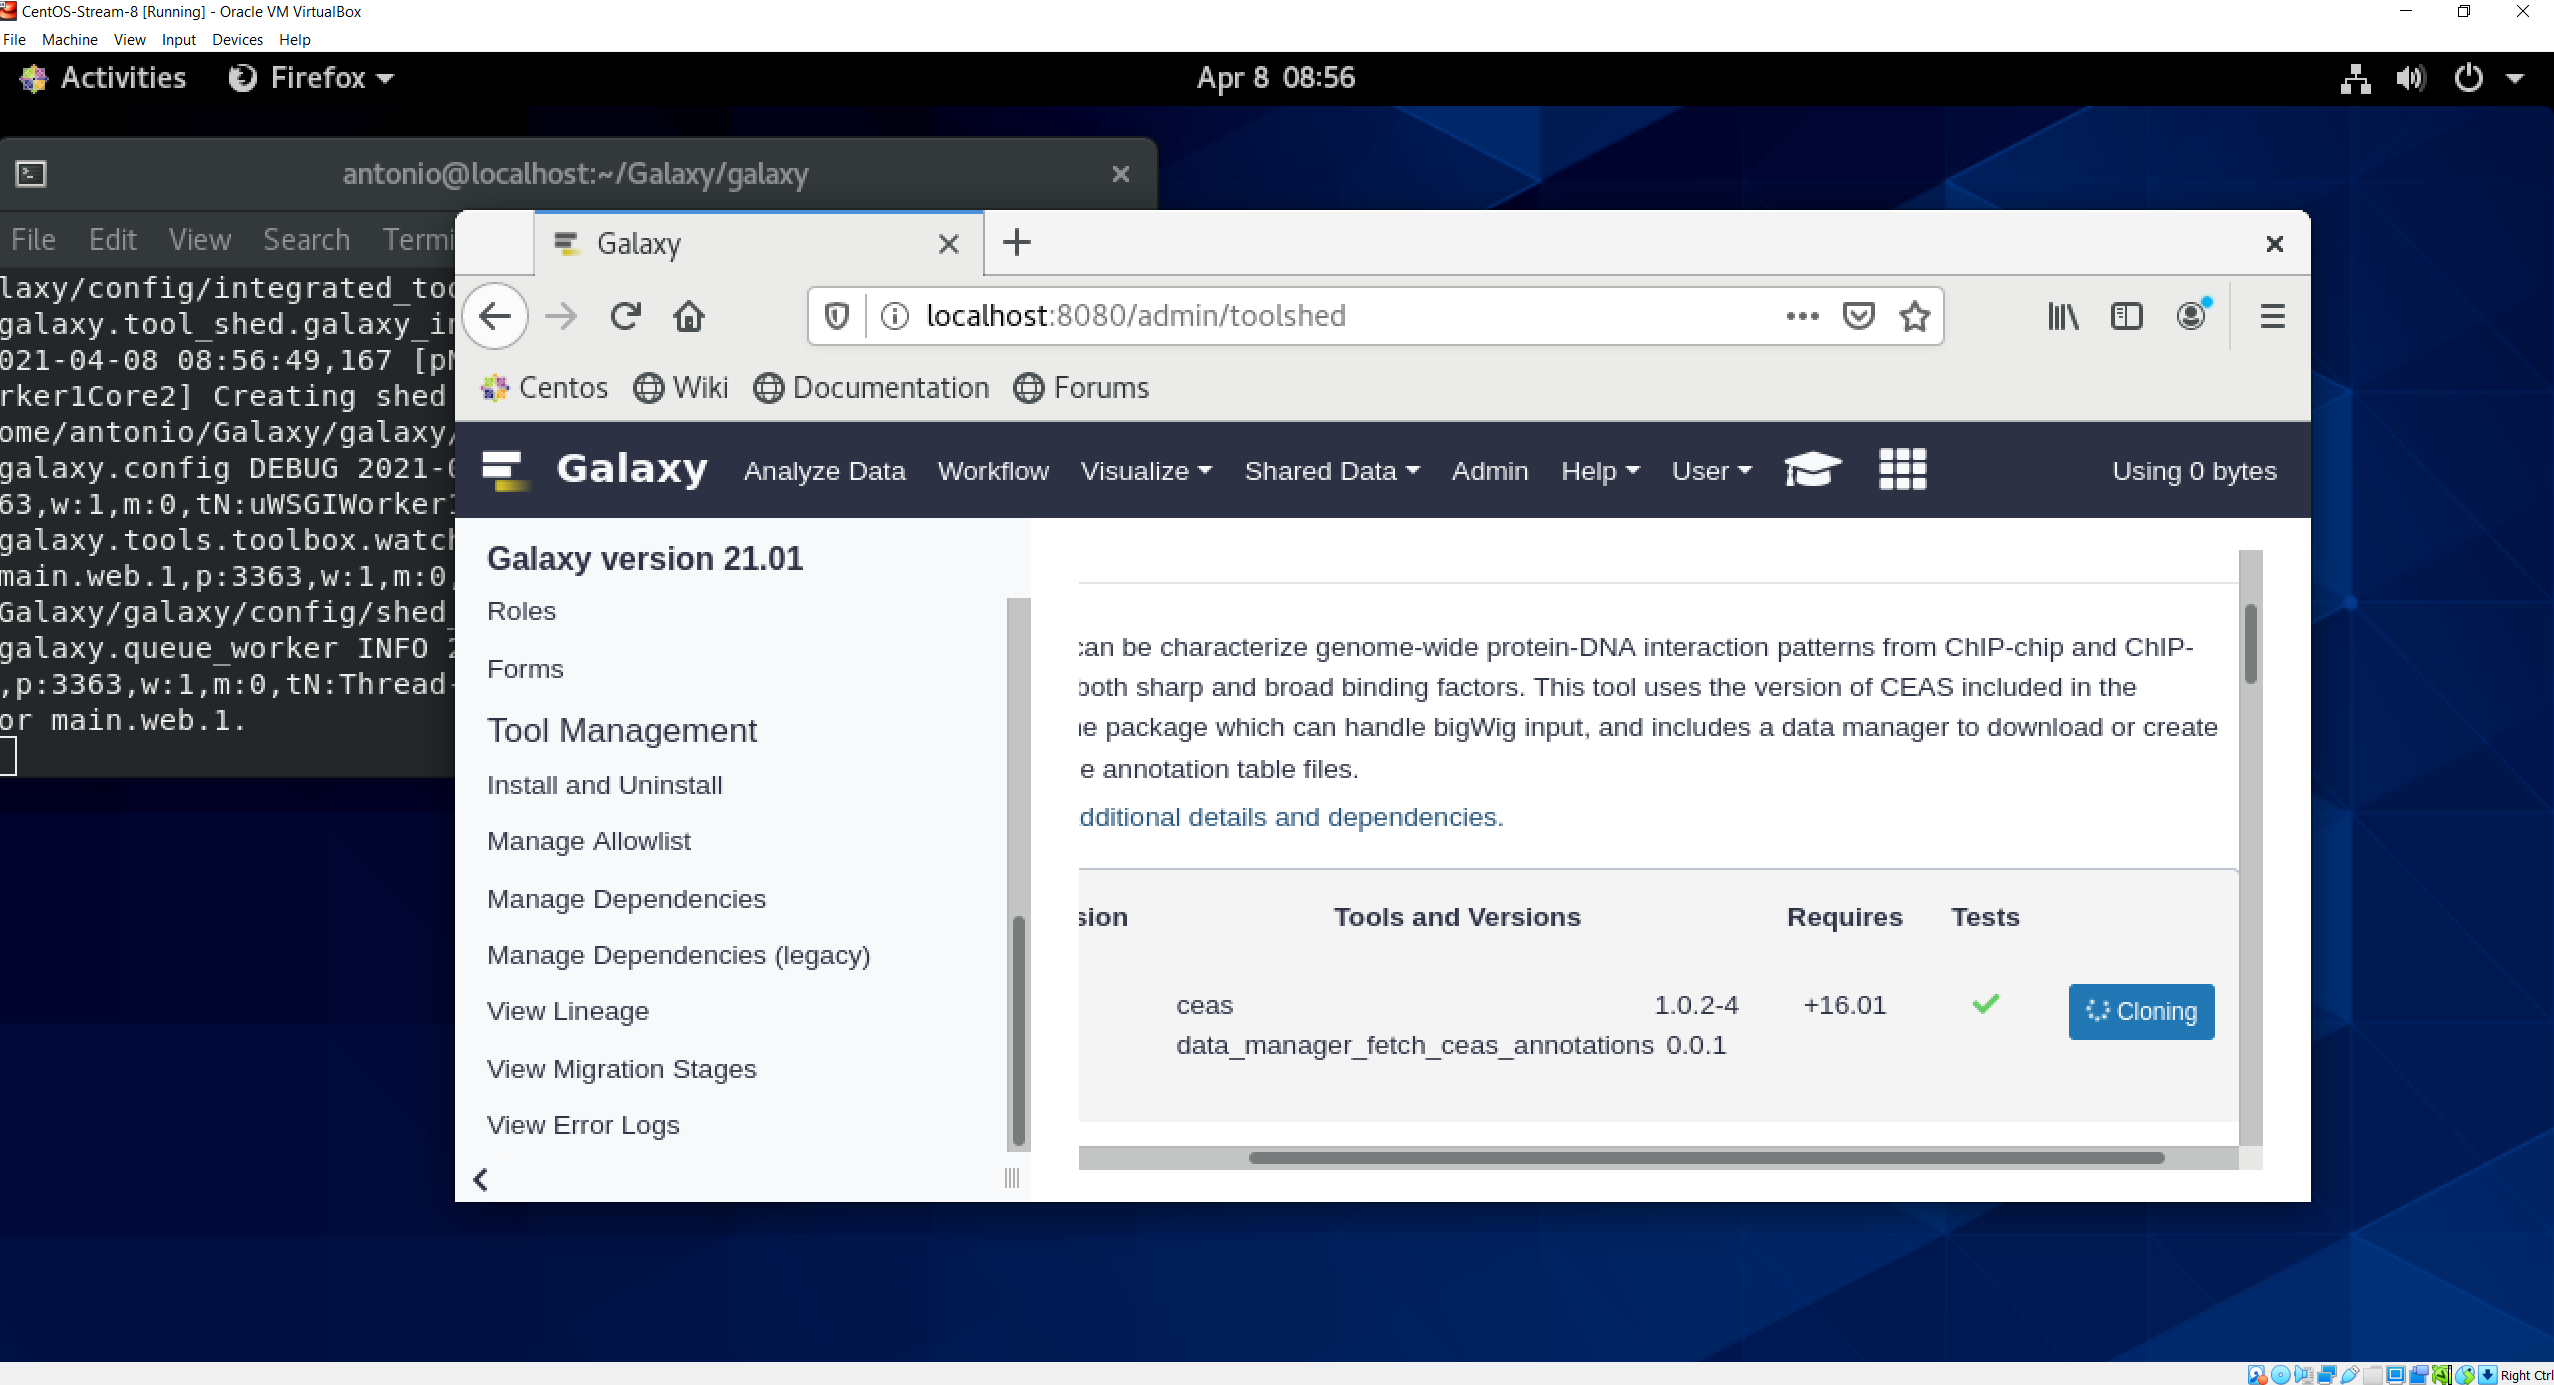 CentOS-Stream-8 [Running] - Oracle VM VirtualBox
File Machine View Input Devices Help
Activities Firefox Apr 8 08:56
antonio@localhost:~/Galaxy/galaxy
File Edit View Search Termi
laxy/config/integrated_too
galaxy.tool_shed.galaxy_in
021-04-08 08:56:49,167 [pN
rker1Core2] Creating shed
ome/antonio/Galaxy/galaxy/
galaxy.config DEBUG 2021-0
63,w:1,m:0,tN:uWSGIWorker1
galaxy.tools.toolbox.watch
main.web.1,p:3363,w:1,m:0,
Galaxy/galaxy/config/shed_
galaxy.queue_worker INFO 2
,p:3363,w:1,m:0,tN:Thread-
or main.web.1.
Galaxy
localhost:8080/admin/toolshed
Centos Wiki Documentation Forums
Galaxy Analyze Data Workflow Visualize Shared Data Admin Help User Using 0 bytes
Galaxy version 21.01
Roles
Forms
Tool Management
Install and Uninstall
Manage Allowlist
Manage Dependencies
Manage Dependencies (legacy)
View Lineage
View Migration Stages
View Error Logs
can be characterize genome-wide protein-DNA interaction patterns from ChIP-chip and ChIP-
both sharp and broad binding factors. This tool uses the version of CEAS included in the
e package which can handle bigWig input, and includes a data manager to download or create
e annotation table files.
dditional details and dependencies.
sion Tools and Versions Requires Tests
ceas 1.0.2-4 +16.01 Cloning
data_manager_fetch_ceas_annotations 0.0.1
Right Ctrl